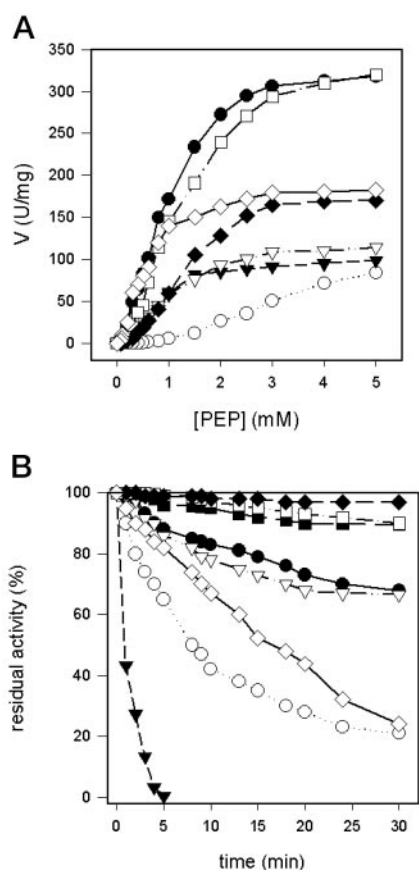 A
350
300
250
200
150
100
50
0
V (U/mg)
0 1 2 3 4 5
[PEP] (mM)
B
100
80
60
40
20
0
residual activity (%)
0 5 10 15 20 25 30
time (min)